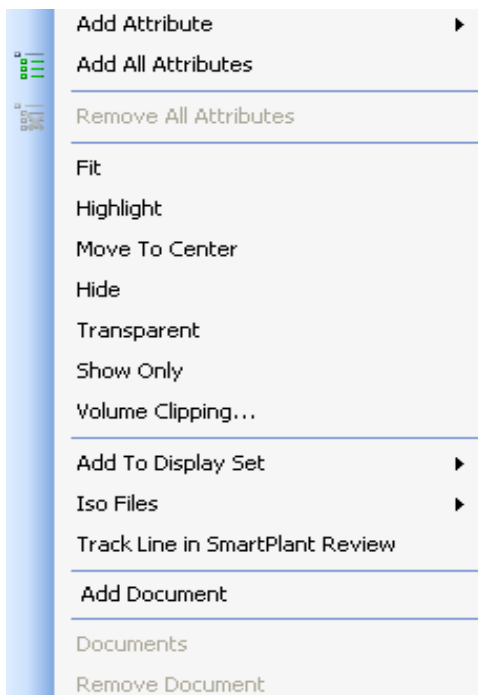 Add Attribute
Add All Attributes
Remove All Attributes
Fit
Highlight
Move To Center
Hide
Transparent
Show Only
Volume Clipping...
Add To Display Set
Iso Files
Track Line in SmartPlant Review
Add Document
Documents
Remove Document